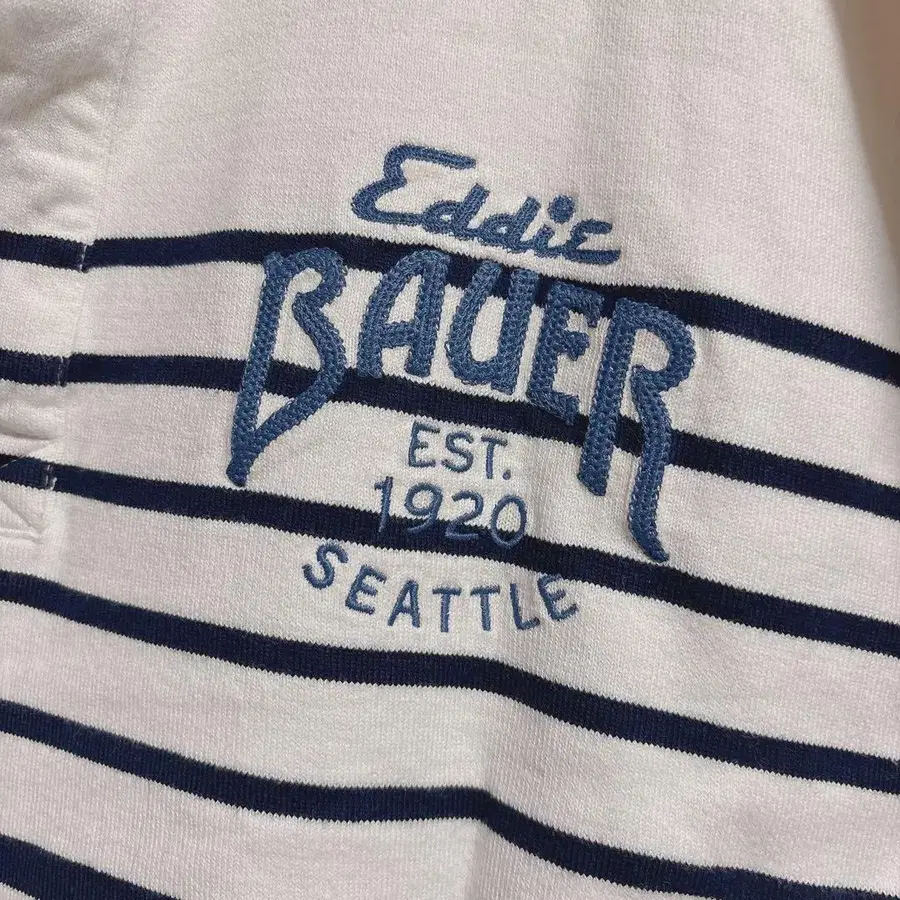 Eddie
BAUER
EST.
1920
SEATTLE